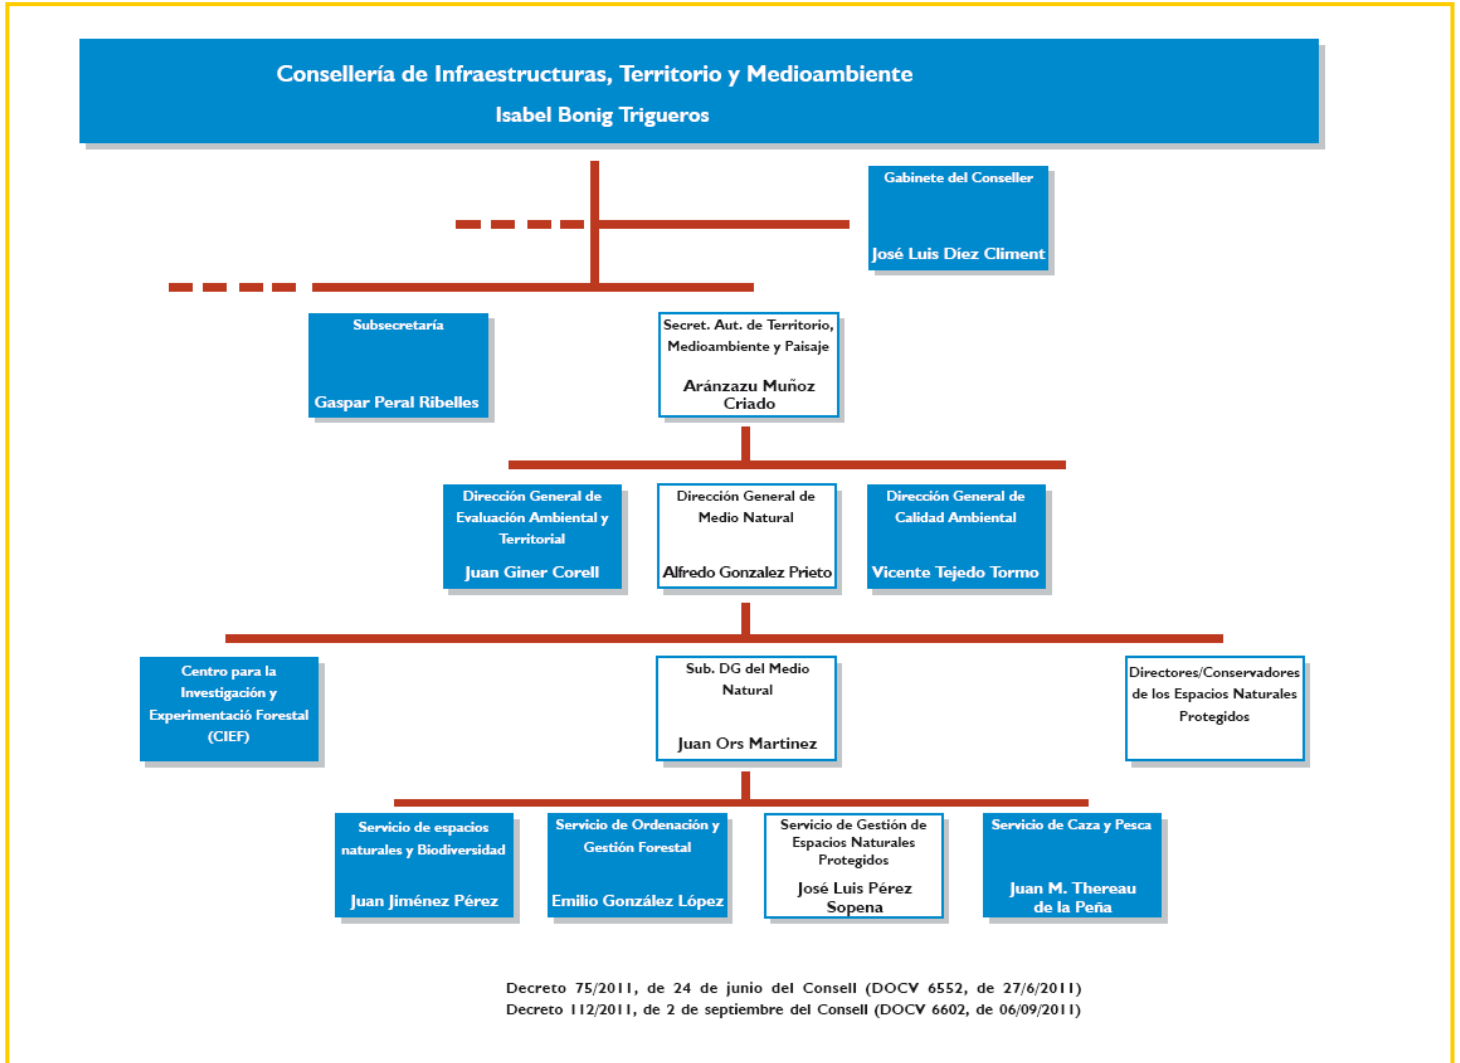 Consellería de Infraestructuras, Territorio y Medioambiente
Isabel Bonig Trigueros
Gabinete del Conseller
José Luis Díez Climent
Subsecretaría
Gaspar Peral Ribelles
Secret. Aut. de Territorio,
Medioambiente y Paisaje
Aránzazu Muñoz
Criado
Dirección General de
Evaluación Ambiental y
Territorial
Juan Giner Corell
Dirección General de
Medio Natural
Alfredo Gonzalez Prieto
Dirección General de
Calidad Ambiental
Vicente Tejedo Tormo
Centro para la
Investigación y
Experimentació Forestal
(CIEF)
Sub. DG del Medio
Natural
Juan Ors Martinez
Directores/Conservadores
de los Espacios Naturales
Protegidos
Servicio de espacios
naturales y Biodiversidad
Juan Jiménez Pérez
Servicio de Ordenación y
Gestión Forestal
Emilio González López
Servicio de Gestión de
Espacios Naturales
Protegidos
José Luis Pérez
Sopena
Servicio de Caza y Pesca
Juan M. Thereau
de la Peña
Decreto 75/2011, de 24 de junio del Consell (DOCV 6552, de 27/6/2011)
Decreto 112/2011, de 2 de septiembre del Consell (DOCV 6602, de 06/09/2011)